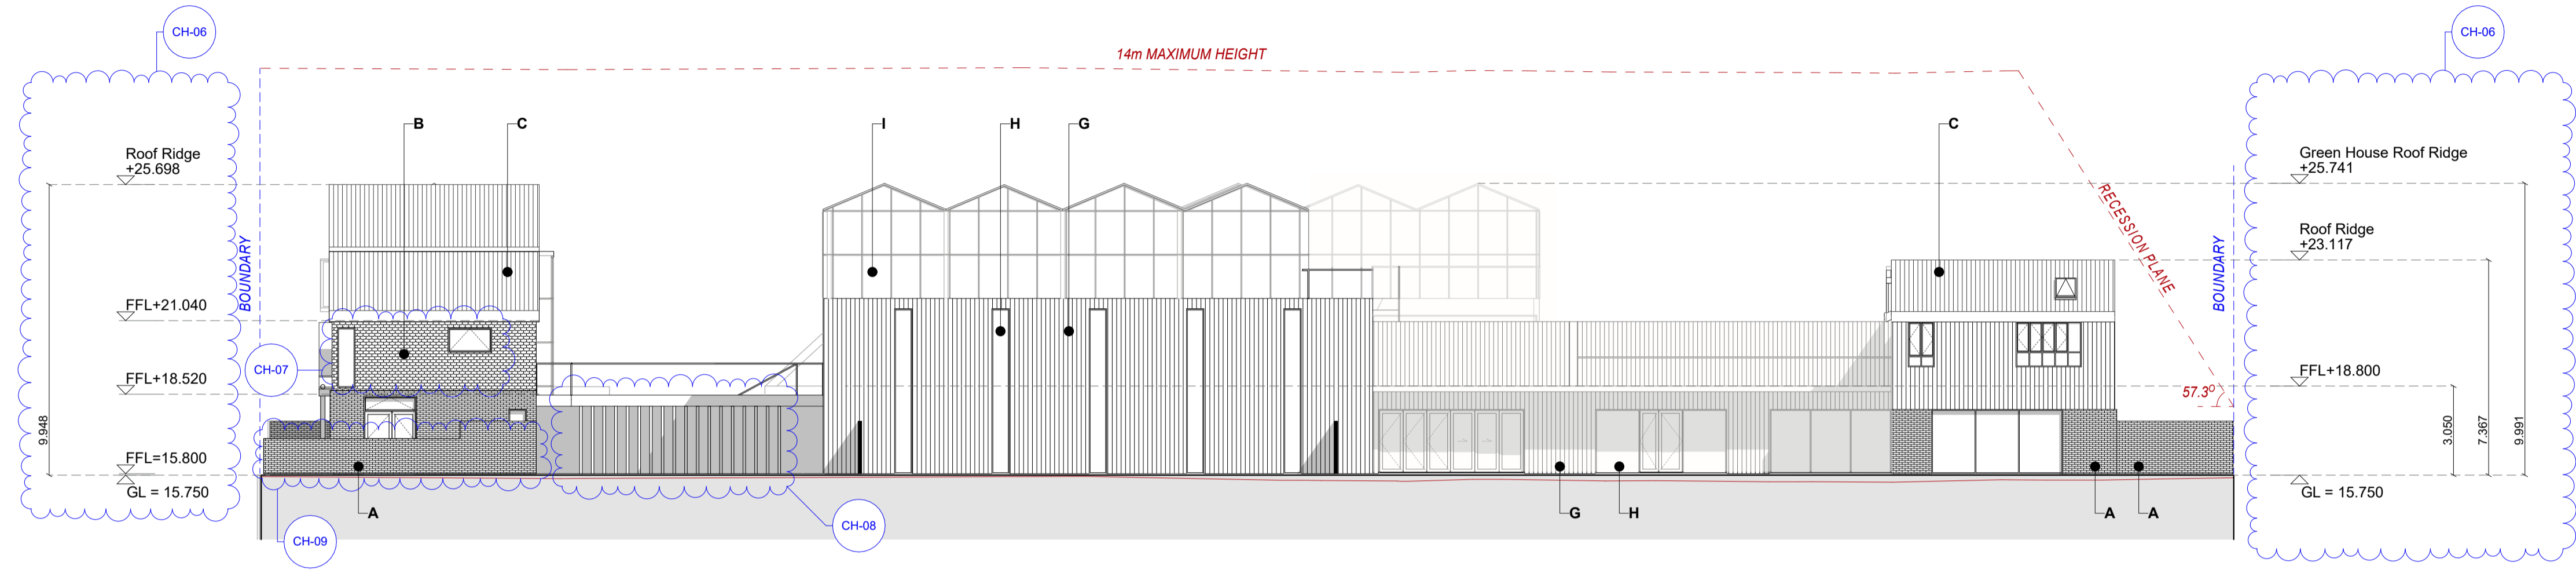 CH-06
CH-06
14m MAXIMUM HEIGHT
B
C
I
H
G
C
Roof Ridge
+25.698
Green House Roof Ridge
+25.741
BOUNDARY
RECESSION PLANE
BOUNDARY
Roof Ridge
+23.117
FFL+21.040
CH-07
FFL+18.520
FFL+18.800
57.3º
9.948
3.050
7.367
9.991
FFL=15.800
GL = 15.750
GL = 15.750
A
G
H
A
A
CH-08
CH-09